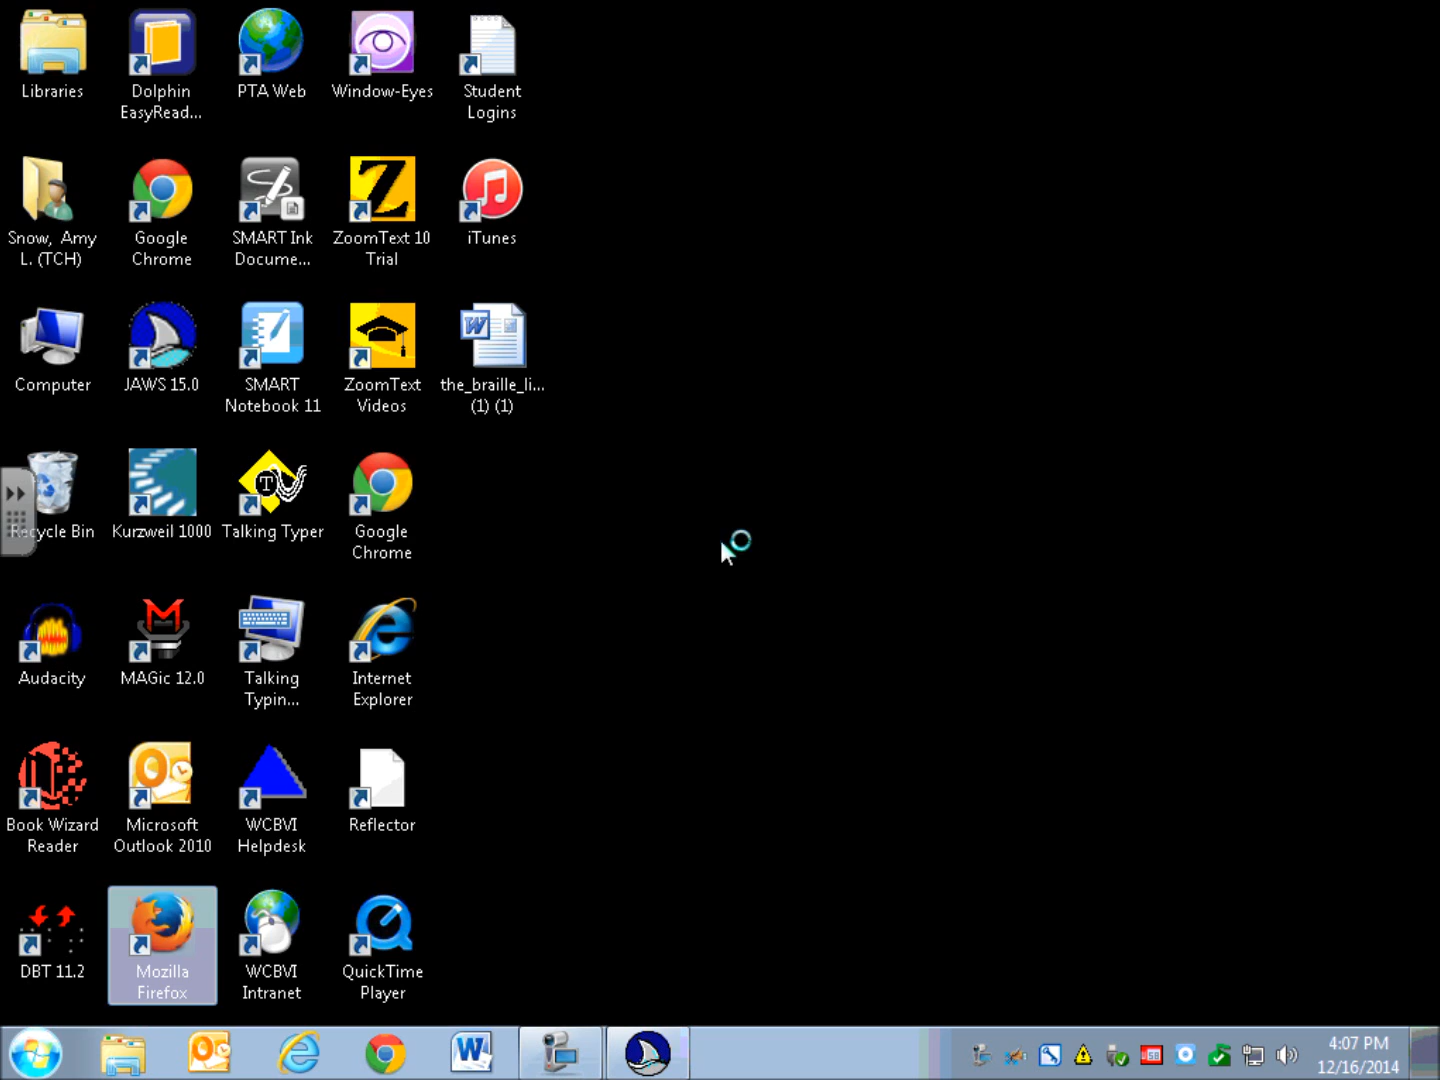 Libraries
Dolphin
EasyRead...
PTA Web
Window-Eyes
Student
Logins
Snow, Amy
L. (TCH)
Google
Chrome
SMART Ink
Docume...
ZoomText 10
Trial
iTunes
Computer
JAWS 15.0
SMART
Notebook 11
ZoomText
Videos
the_braille_li...
(1) (1)
Recycle Bin
Kurzweil 1000
Talking Typer
Google
Chrome
Audacity
MAGic 12.0
Talking
Typin...
Internet
Explorer
Book Wizard
Reader
Microsoft
Outlook 2010
WCBVI
Helpdesk
Reflector
DBT 11.2
Mozilla
Firefox
WCBVI
Intranet
QuickTime
Player
4:07 PM
12/16/2014